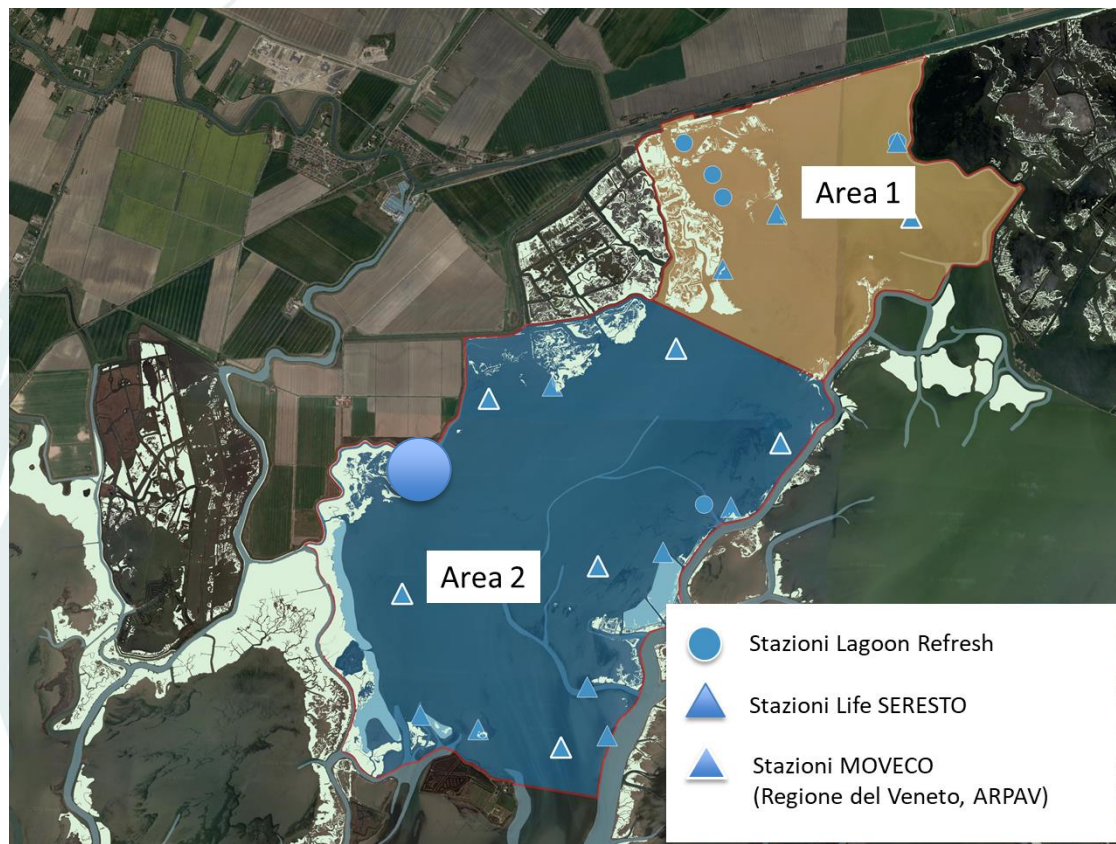 Area 1
Area 2
Stazioni Lagoon Refresh
Stazioni Life SERESTO
Stazioni MOVECO
(Regione del Veneto, ARPAV)